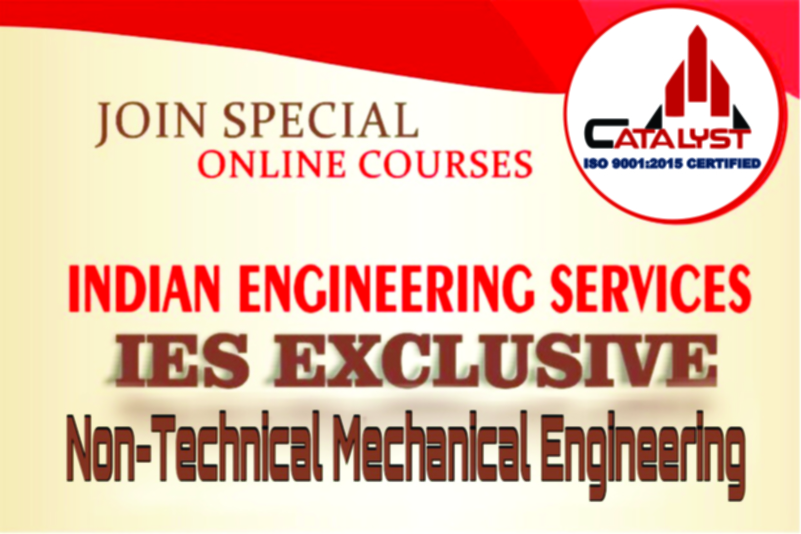 JOIN SPECIAL
ONLINE COURSES
CATALYST
ISO 9001:2015 CERTIFIED
INDIAN ENGINEERING SERVICES
IES EXCLUSIVE
Non-Technical Mechanical Engineering